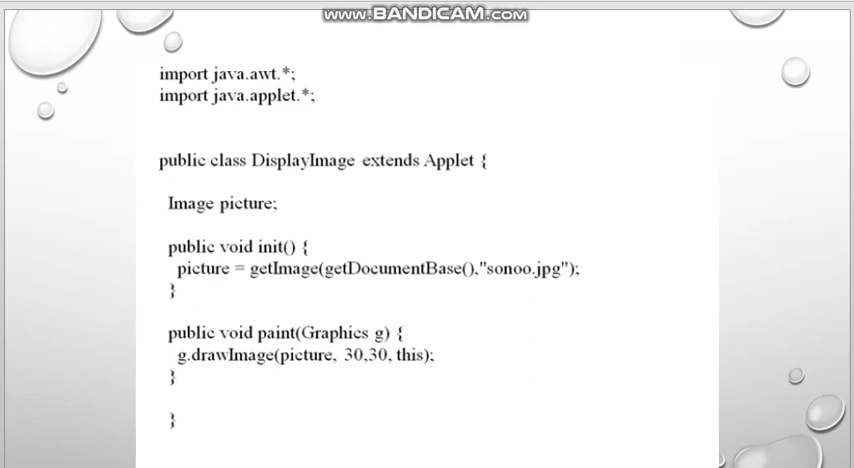 www.BANDICAM.com
import java.awt.*;
import java.applet.*;
public class DisplayImage extends Applet {
Image picture;
public void init() {
picture = getImage(getDocumentBase(),"sonoo.jpg");
}
public void paint(Graphics g) {
g.drawImage(picture, 30,30, this);
}
}